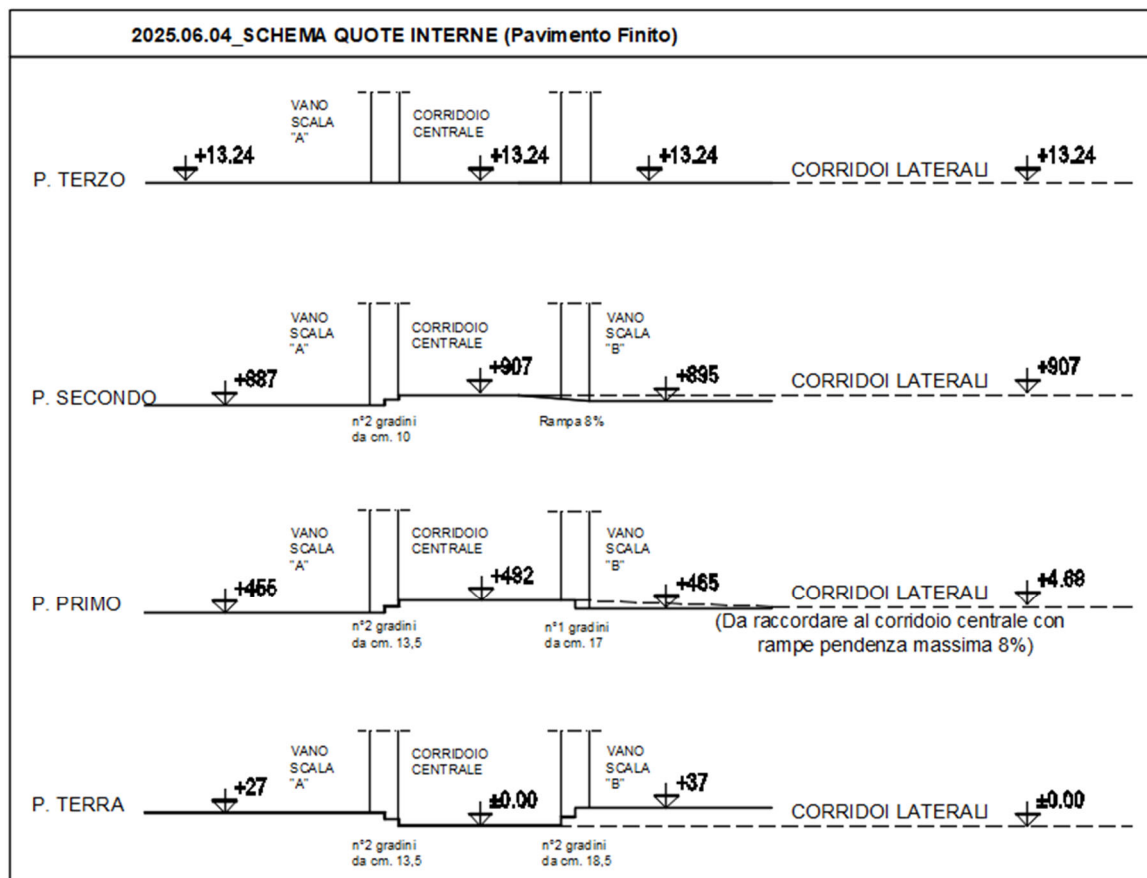 2025.06.04_SCHEMA QUOTE INTERNE (Pavimento Finito)
VANO
SCALA
"A"
CORRIDOIO
CENTRALE
+13.24
+13.24
+13.24
+13.24
P. TERZO
CORRIDOI LATERALI
VANO
SCALA
"A"
CORRIDOIO
CENTRALE
VANO
SCALA
"B"
+887
+907
+895
+907
P. SECONDO
CORRIDOI LATERALI
n°2 gradini
da cm. 10
Rampa 8%
VANO
SCALA
"A"
CORRIDOIO
CENTRALE
VANO
SCALA
"B"
+482
+465
P. PRIMO
CORRIDOI LATERALI
(Da raccordare al corridoio centrale con
rampe pendenza massima 8%)
n°2 gradini
da cm. 13,5
n°1 gradini
da cm. 17
VANO
SCALA
"A"
CORRIDOIO
CENTRALE
VANO
SCALA
"B"
+27
±0.00
+37
±0.00
P. TERRA
CORRIDOI LATERALI
n°2 gradini
da cm. 13,5
n°2 gradini
da cm. 18,5